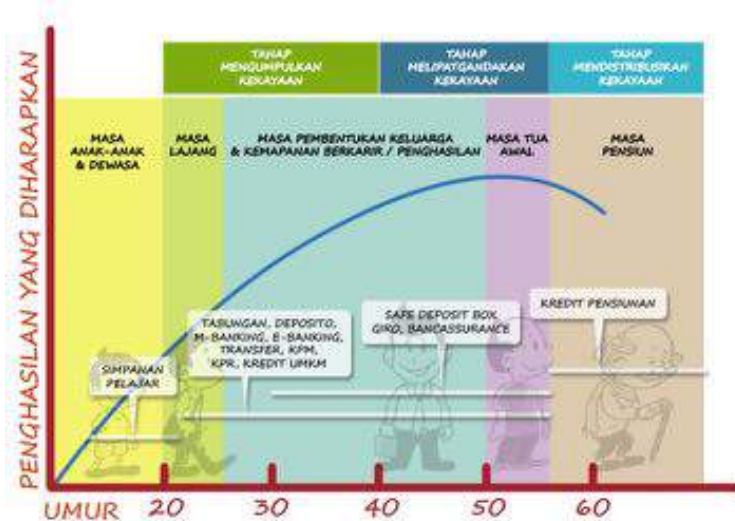 TAHAP
MENGUMPULKAN
KEKAYAAN
TAHAP
MELIPATGANDAKAN
KEKAYAAN
TAHAP
MENDISTRIBUSIKAN
KEKAYAAN
MASA
ANAK-ANAK
& DEWASA
MASA
LAJANG
MASA PEMBENTUKAN KELUARGA
& KEMAPANAN BERKARIR / PENGHASILAN
MASA TUA
AWAL
MASA
PENSIUN
PENGHASILAN YANG DIHARAPKAN
SIMPANAN
PELAJAR
TABUNGAN, DEPOSITO,
M-BANKING, E-BANKING,
TRANSFER, KPM,
KPR, KREDIT UMKM
SAFE DEPOSIT BOX,
GIRO, BANCASSURANCE
KREDIT PENSIUNAN
UMUR 20 30 40 50 60